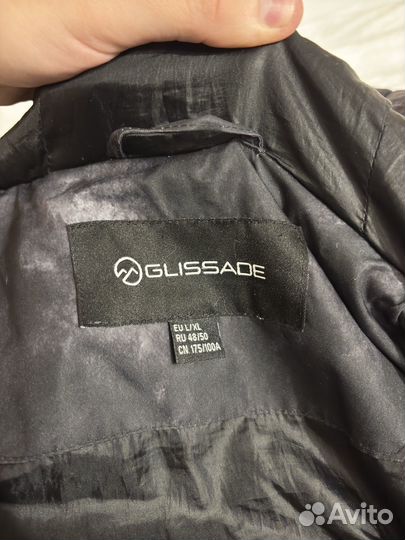 GLISSADE
EU L/XL
RU 48/50
CN 175/100A
Avito